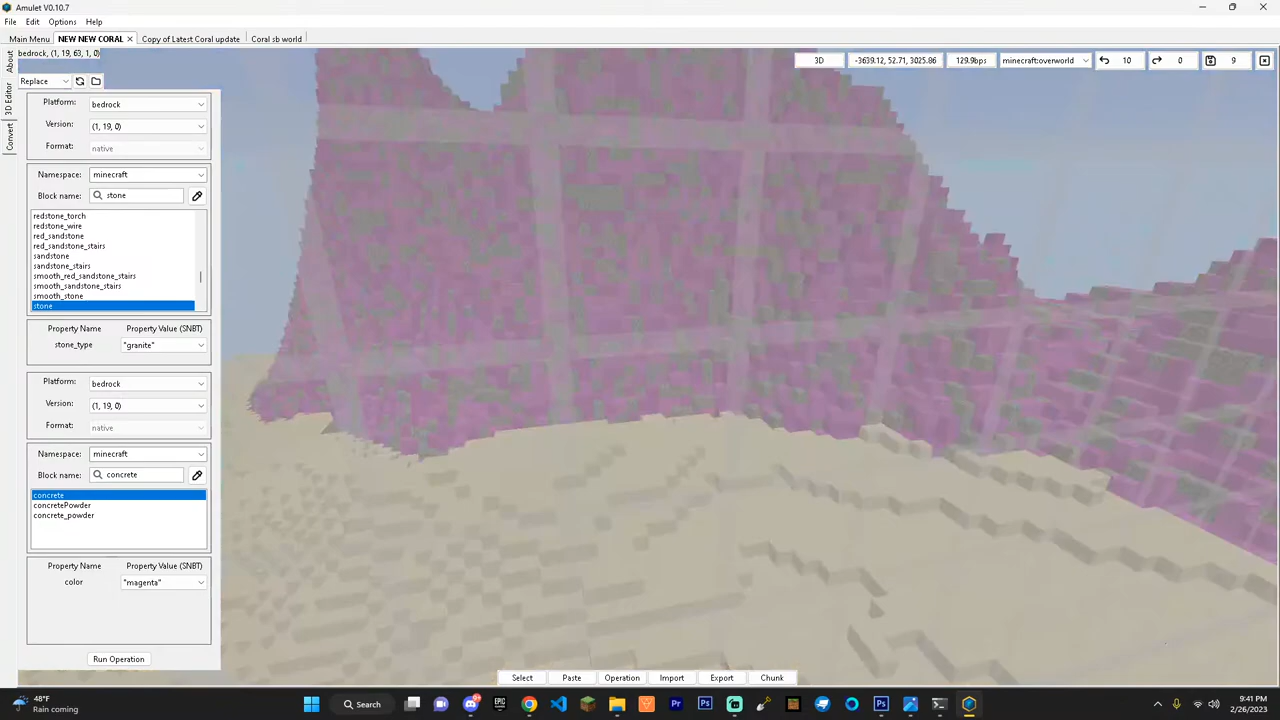 Amulet V0.10.7
File Edit Options Help
Main Menu NEW NEW CORAL Copy of Latest Coral update Coral sb world
bedrock, (1, 19, 63, 1, 0)
About
3D Editor
Convert
Replace
3D -3639.12, 52.71, 3025.86 129.9bps minecraft:overworld 10 0 9
Platform: bedrock
Version: (1, 19, 0)
Format: native
Namespace: minecraft
Block name: stone
redstone_torch
redstone_wire
red_sandstone
red_sandstone_stairs
sandstone
sandstone_stairs
smooth_red_sandstone_stairs
smooth_sandstone_stairs
smooth_stone
stone
Property Name Property Value (SNBT)
stone_type "granite"
Platform: bedrock
Version: (1, 19, 0)
Format: native
Namespace: minecraft
Block name: concrete
concrete
concretePowder
concrete_powder
Property Name Property Value (SNBT)
color "magenta"
Run Operation
Select Paste Operation Import Export Chunk
48°F
Rain coming
Search
9:41 PM
2/26/2023